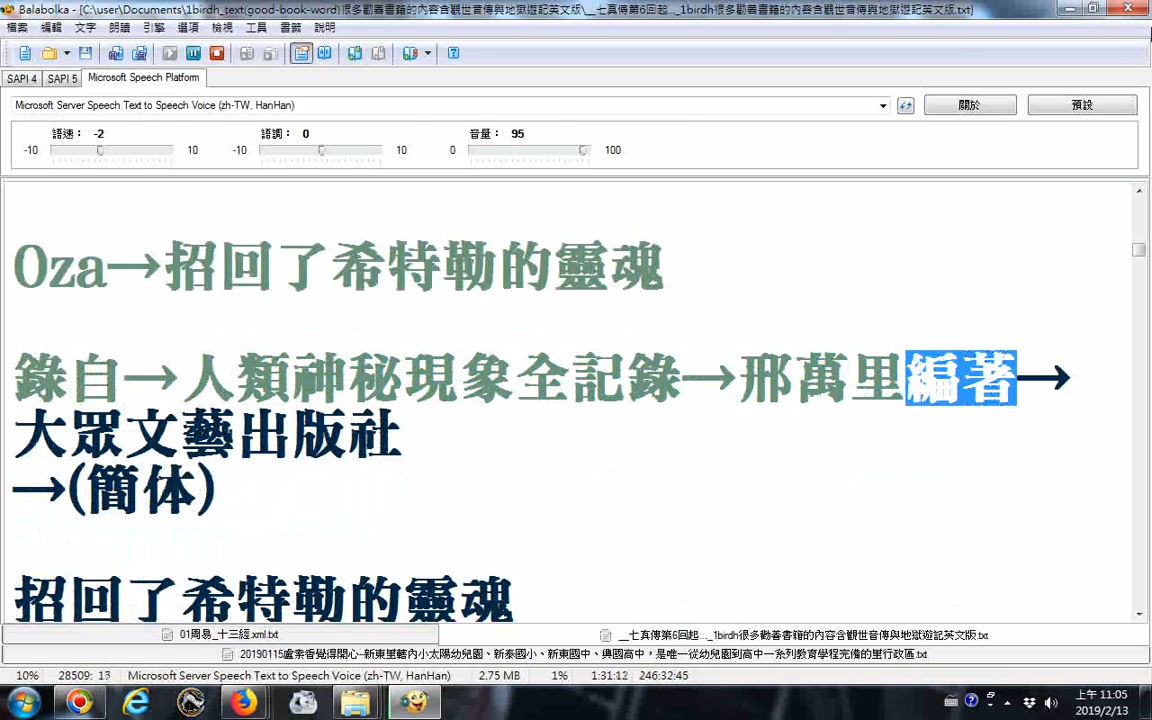 Balabolka - [C:\user\Documents\1birdh_text(good-book-word)很多勸善書籍的內容含觀世音傳與地獄遊記英文版\__七真傳第6回起..._1birdh很多勸善書籍的內容含觀世音傳與地獄遊記英文版.txt]
檔案 編輯 文字 朗讀 引擎 選項 檢視 工具 書籤 說明
SAPI 4 SAPI 5 Microsoft Speech Platform
Microsoft Server Speech Text to Speech Voice (zh-TW, HanHan) 關於 預設
語速： -2 語調： 0 音量： 95
-10 10 -10 10 0 100
Oza→招回了希特勒的靈魂
錄自→人類神秘現象全記錄→邢萬里編著→
大眾文藝出版社
→(簡体)
招回了希特勒的靈魂
01周易_十三經.xml.txt __七真傳第6回起..._1birdh很多勸善書籍的內容含觀世音傳與地獄遊記英文版.txt
20190115盧素香覺得開心--新東里轄內小太陽幼兒園、新泰國小、新東國中、興國高中，是唯一從幼兒園到高中一系列教育學程完備的里行政區.txt
10% 28509: 13 Microsoft Server Speech Text to Speech Voice (zh-TW, HanHan) 2.75 MB 1% 1:31:12 246:32:45
上午 11:05
2019/2/13